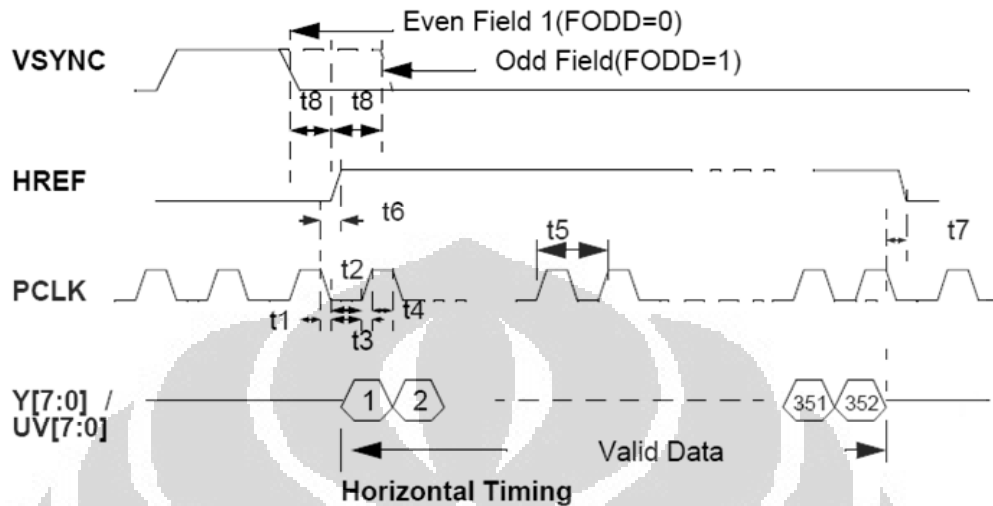 Even Field 1(FODD=0)
VSYNC
Odd Field(FODD=1)
t8 t8
HREF
t6
t7
t5
t2
PCLK
t1
t4
t3
Y[7:0] /
UV[7:0]
1 2
351 352
Valid Data
Horizontal Timing